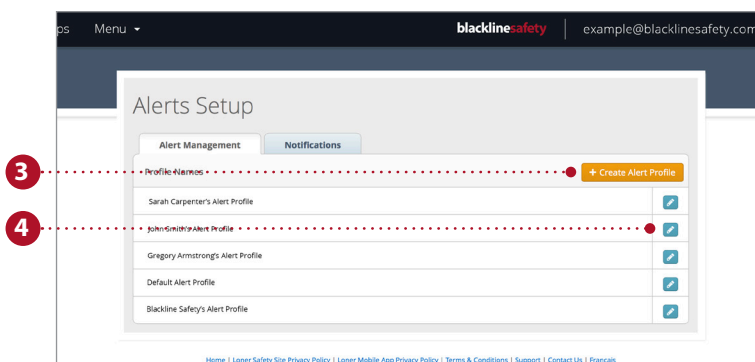 ps Menu blacklinesafety example@blacklinesafety.com
Alerts Setup
Alert Management Notifications
3 Profile Names + Create Alert Profile
Sarah Carpenter's Alert Profile
4 John Smith's Alert Profile
Gregory Armstrong's Alert Profile
Default Alert Profile
Blackline Safety's Alert Profile
Home | Loner Safety Site Privacy Policy | Loner Mobile App Privacy Policy | Terms & Conditions | Support | Contact Us | Français